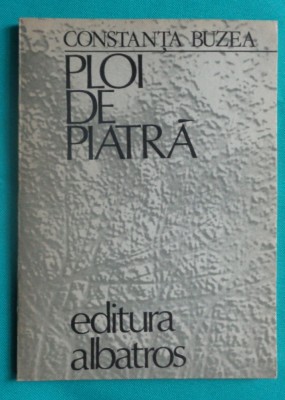 CONSTANȚA BUZEA
PLOI
DE
PIATRĂ
editura
albatros